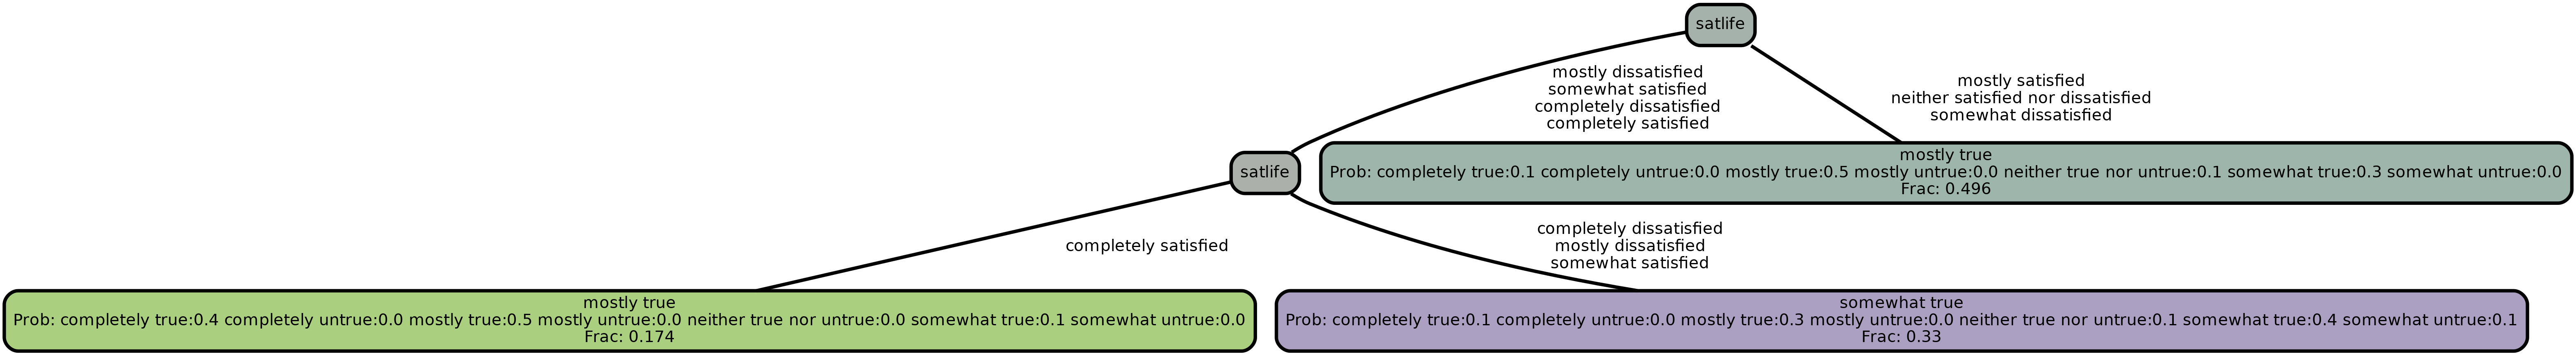 satlife
mostly dissatisfied
somewhat satisfied
completely dissatisfied
completely satisfied
mostly satisfied
neither satisfied nor dissatisfied
somewhat dissatisfied
satlife
mostly true
Prob: completely true:0.1 completely untrue:0.0 mostly true:0.5 mostly untrue:0.0 neither true nor untrue:0.1 somewhat true:0.3 somewhat untrue:0.0
Frac: 0.496
completely satisfied
completely dissatisfied
mostly dissatisfied
somewhat satisfied
mostly true
Prob: completely true:0.4 completely untrue:0.0 mostly true:0.5 mostly untrue:0.0 neither true nor untrue:0.0 somewhat true:0.1 somewhat untrue:0.0
Frac: 0.174
somewhat true
Prob: completely true:0.1 completely untrue:0.0 mostly true:0.3 mostly untrue:0.0 neither true nor untrue:0.1 somewhat true:0.4 somewhat untrue:0.1
Frac: 0.33